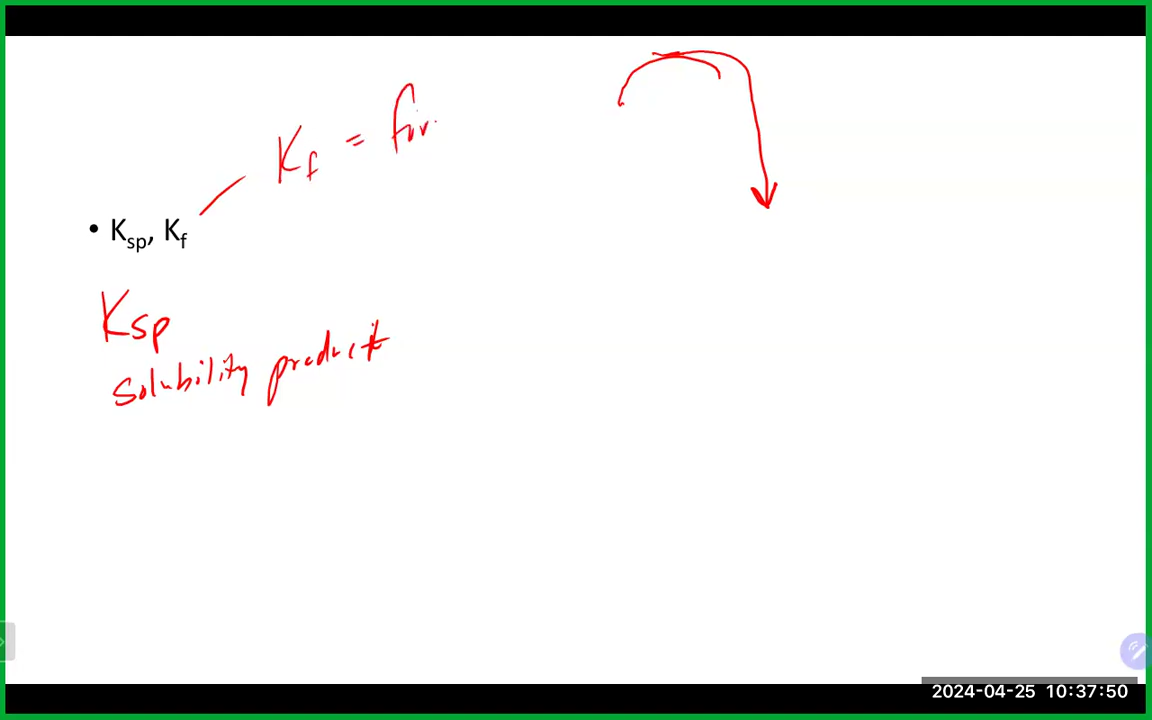 Kf = for
• Ksp, Kf
Ksp
solubility product
2024-04-25 10:37:50